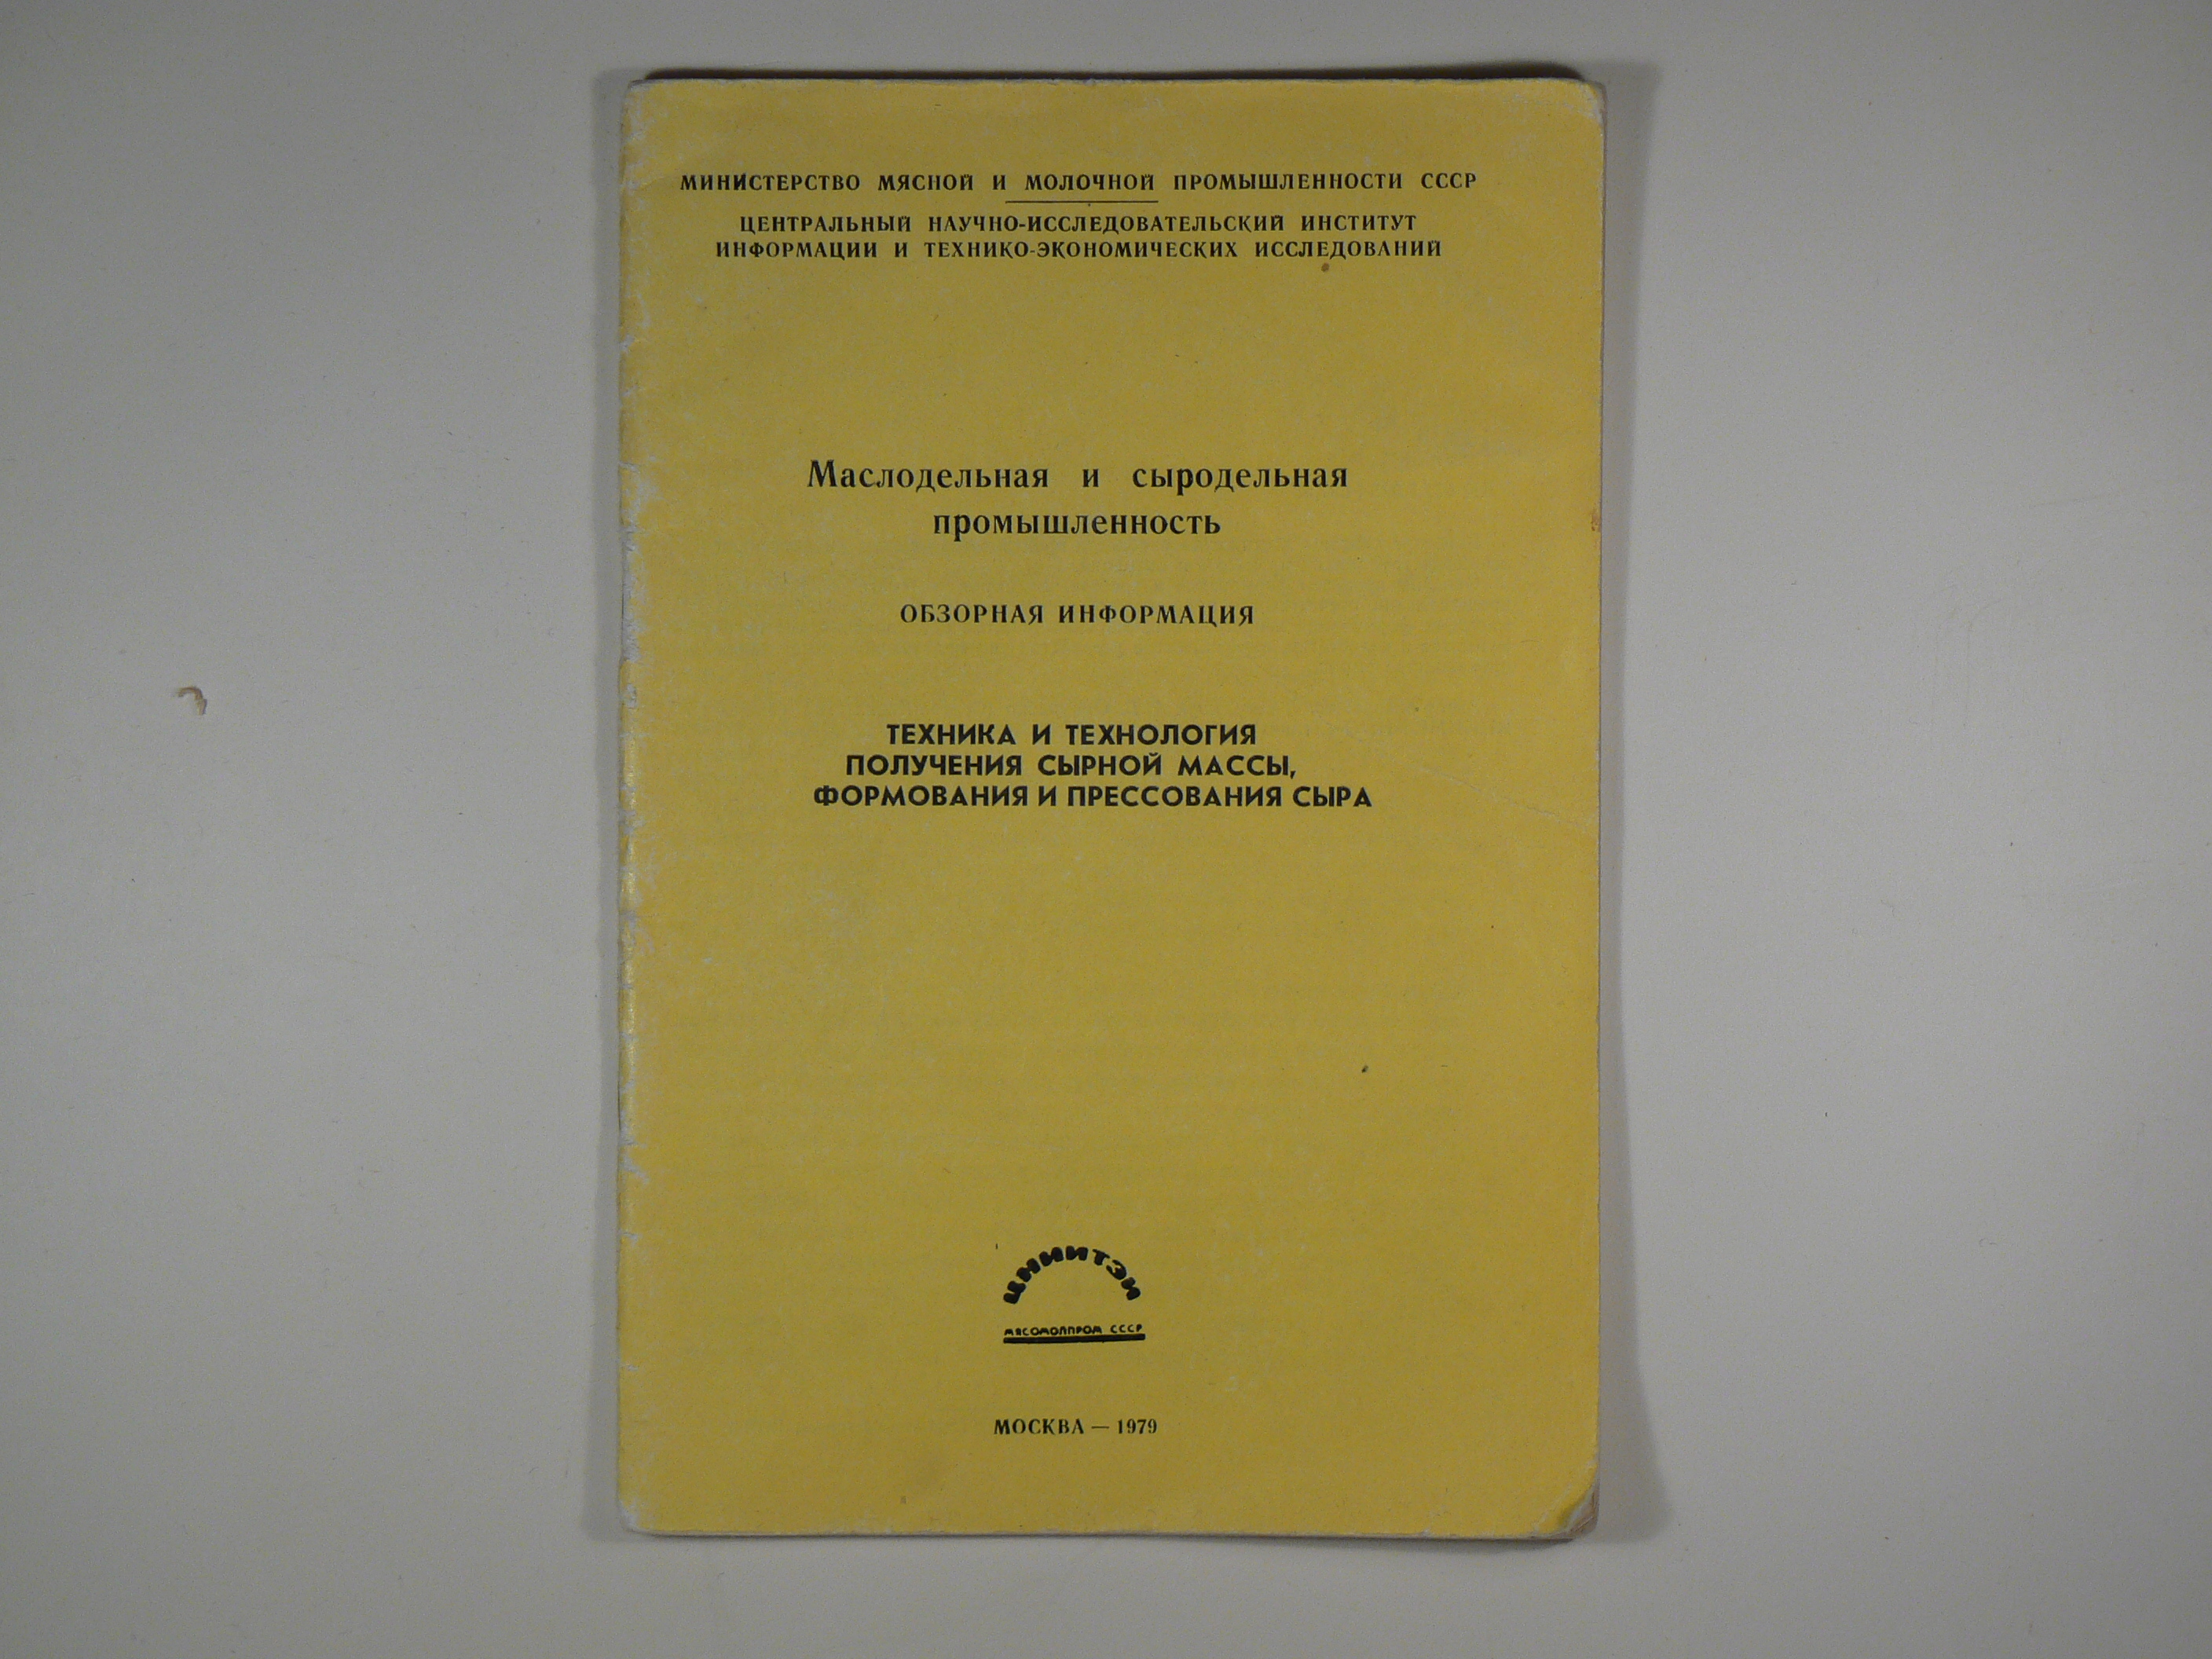 МИНИСТЕРСТВО МЯСНОЙ И МОЛОЧНОЙ ПРОМЫШЛЕННОСТИ СССР
ЦЕНТРАЛЬНЫЙ НАУЧНО-ИССЛЕДОВАТЕЛЬСКИЙ ИНСТИТУТ
ИНФОРМАЦИИ И ТЕХНИКО-ЭКОНОМИЧЕСКИХ ИССЛЕДОВАНИЙ
Маслодельная и сыродельная
промышленность
ОБЗОРНАЯ ИНФОРМАЦИЯ
ТЕХНИКА И ТЕХНОЛОГИЯ
ПОЛУЧЕНИЯ СЫРНОЙ МАССЫ,
ФОРМОВАНИЯ И ПРЕССОВАНИЯ СЫРА
ЦНИИТЭИ
МЯСОМОЛПРОМ СССР
МОСКВА — 1979